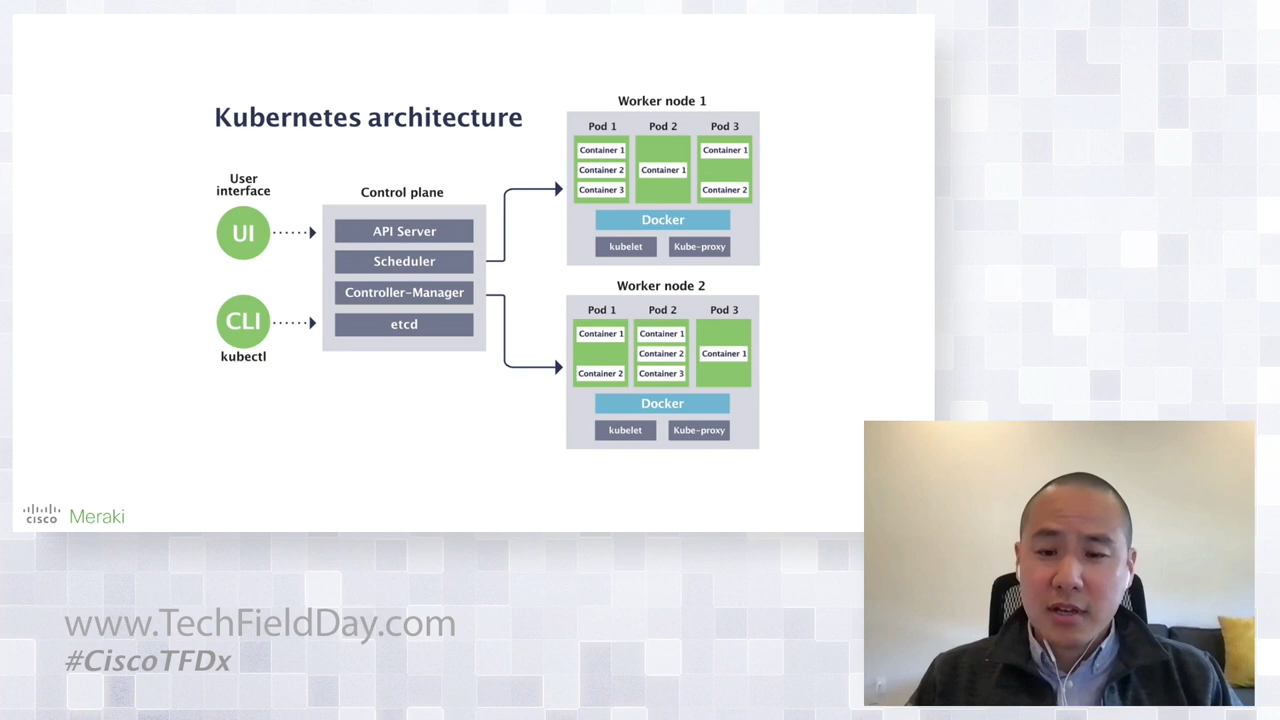 Kubernetes architecture
User
interface
UI
CLI
kubectl
Control plane
API Server
Scheduler
Controller-Manager
etcd
Worker node 1
Pod 1
Pod 2
Pod 3
Container 1
Container 2
Container 3
Container 1
Container 1
Container 2
Docker
kubelet
Kube-proxy
Worker node 2
Pod 1
Pod 2
Pod 3
Container 1
Container 2
Container 1
Container 2
Container 3
Container 1
Docker
kubelet
Kube-proxy
CISCO Meraki
www.TechFieldDay.com
#CiscoTFDx